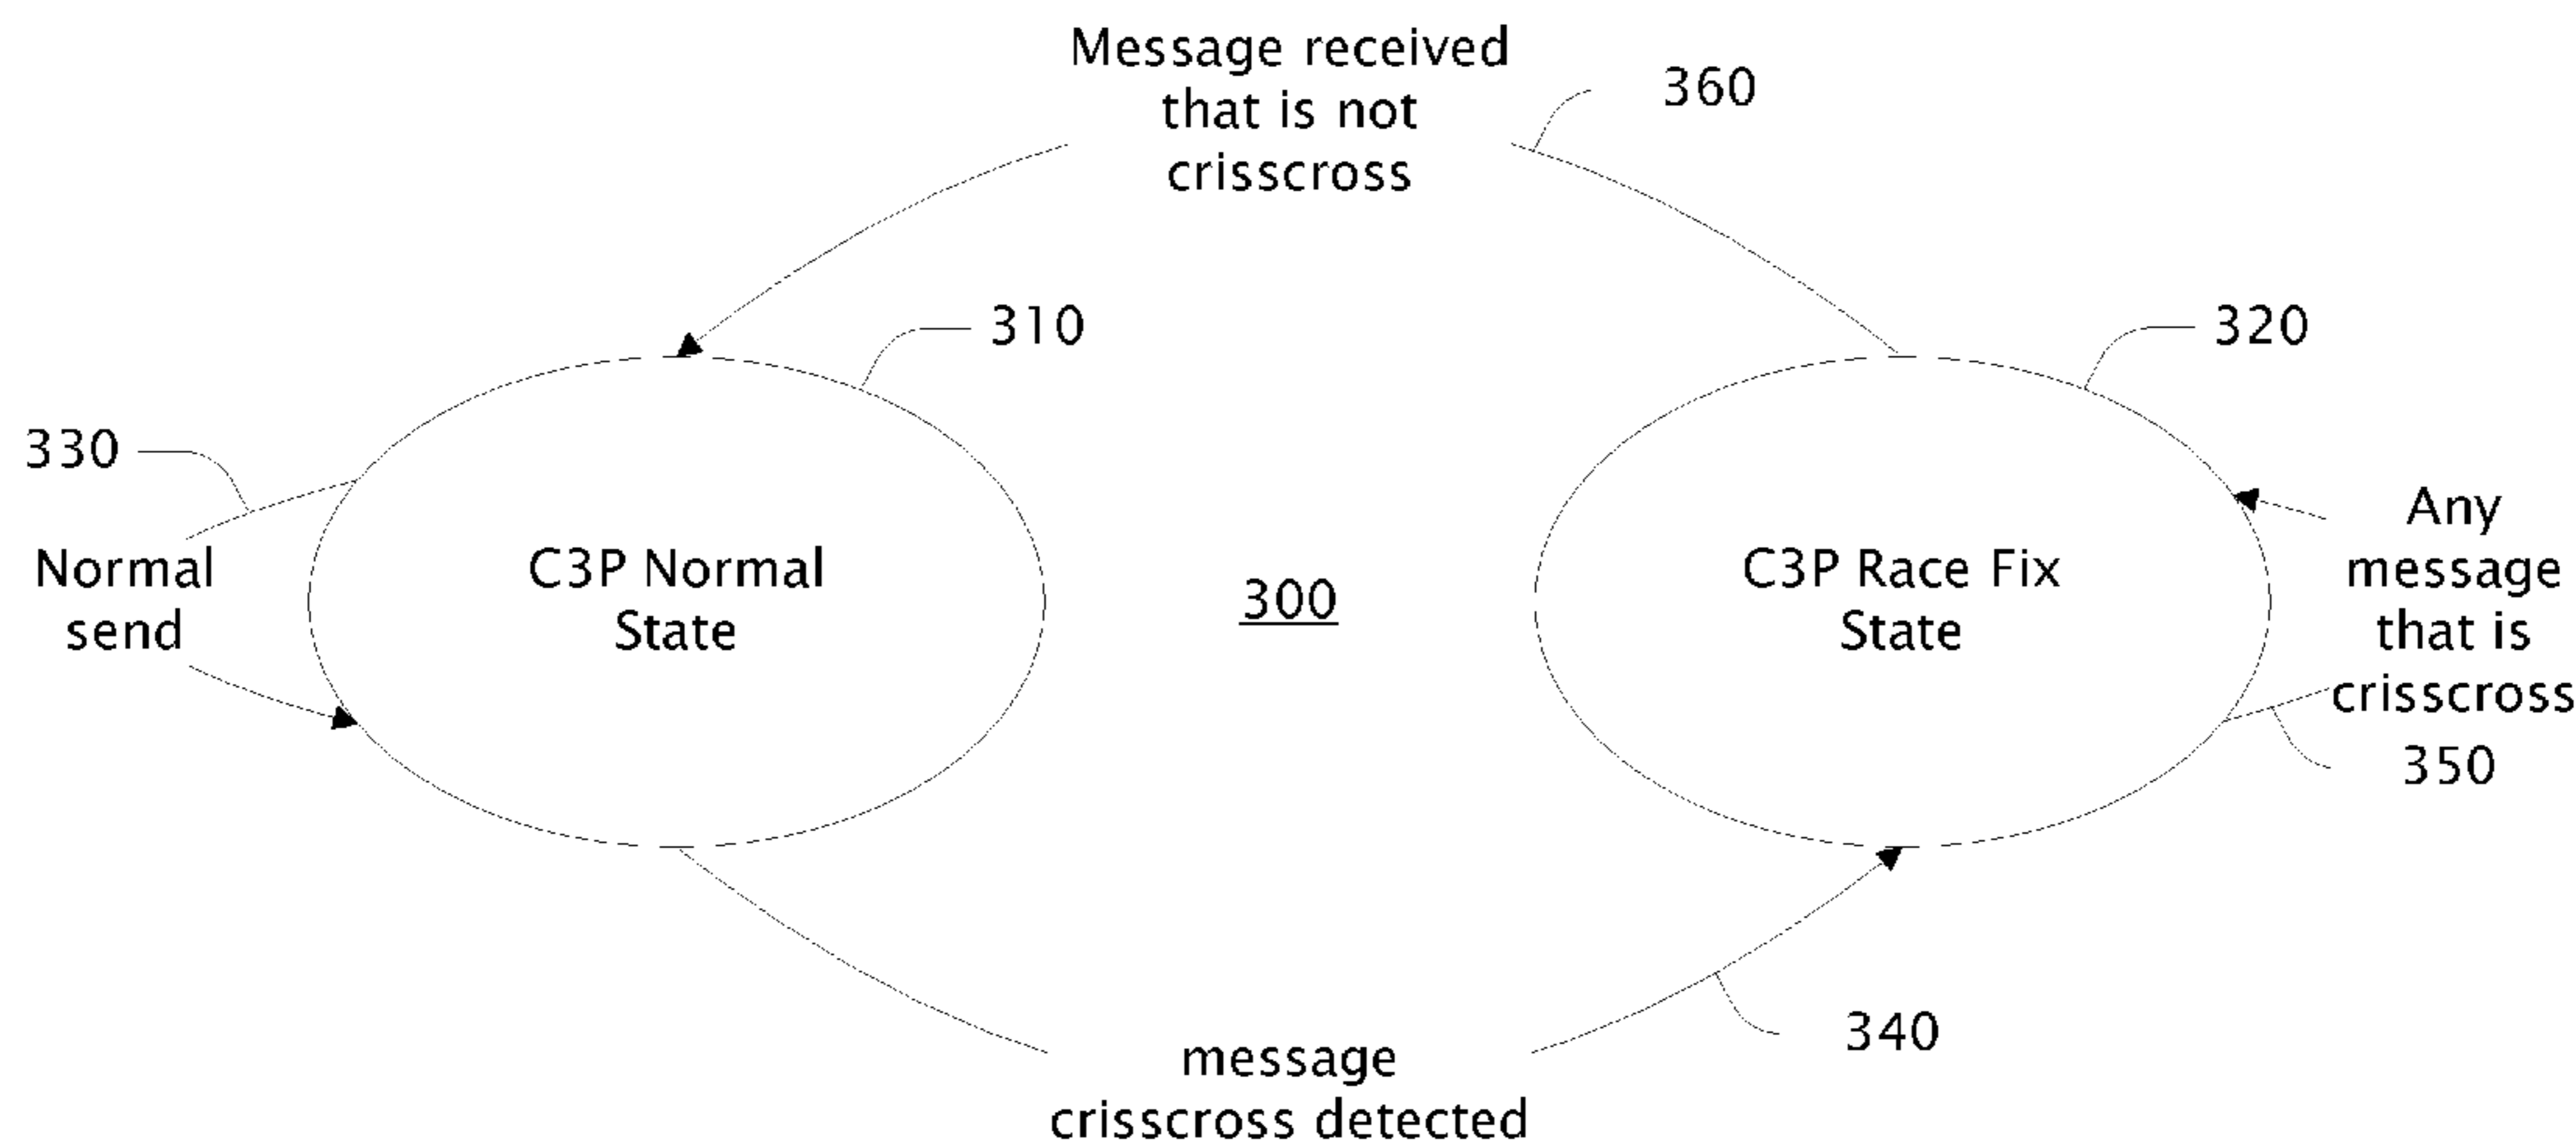 Message received
that is not
crisscross
360
310
320
330
Normal
send
C3P Normal
State
300
C3P Race Fix
State
Any
message
that is
crisscross
350
340
message
crisscross detected